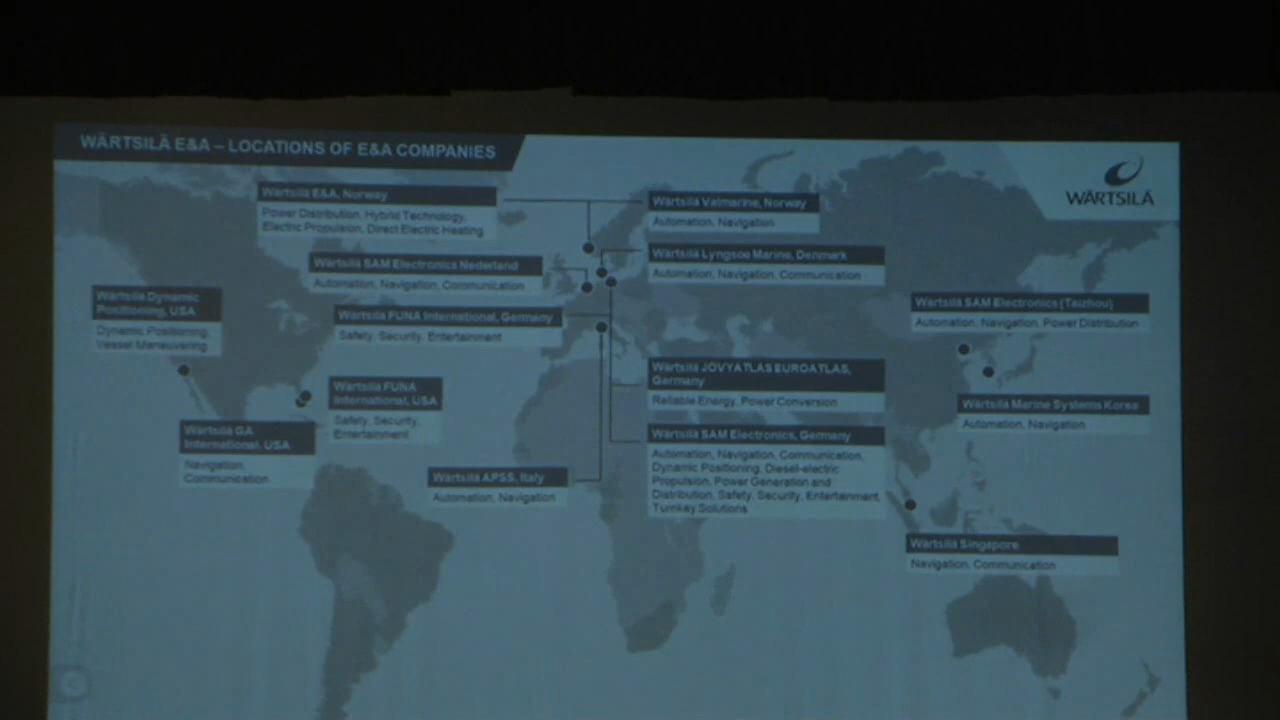 WÄRTSILÄ E&A – LOCATIONS OF E&A COMPANIES
WÄRTSILÄ
Wärtsilä E&A, Norway
Power Distribution, Hybrid Technology,
Electric Propulsion, Direct Electric Heating
Wärtsilä Valmarine, Norway
Automation, Navigation
Wärtsilä SAM Electronics Nederland
Automation, Navigation, Communication
Wärtsilä Lyngsoe Marine, Denmark
Automation, Navigation, Communication
Wärtsilä Dynamic
Positioning, USA
Dynamic Positioning,
Vessel Maneuvering
Wärtsilä FUNA International, Germany
Safety, Security, Entertainment
Wärtsilä SAM Electronics (Taizhou)
Automation, Navigation, Power Distribution
Wärtsilä JOVYATLAS EUROATLAS,
Germany
Reliable Energy, Power Conversion
Wärtsilä FUNA
International, USA
Safety, Security,
Entertainment
Wärtsilä Marine Systems Korea
Automation, Navigation
Wärtsilä GA
International, USA
Navigation,
Communication
Wärtsilä SAM Electronics, Germany
Automation, Navigation, Communication,
Dynamic Positioning, Diesel-electric
Propulsion, Power Generation and
Distribution, Safety, Security, Entertainment,
Turnkey Solutions
Wärtsilä APSS, Italy
Automation, Navigation
Wärtsilä Singapore
Navigation, Communication